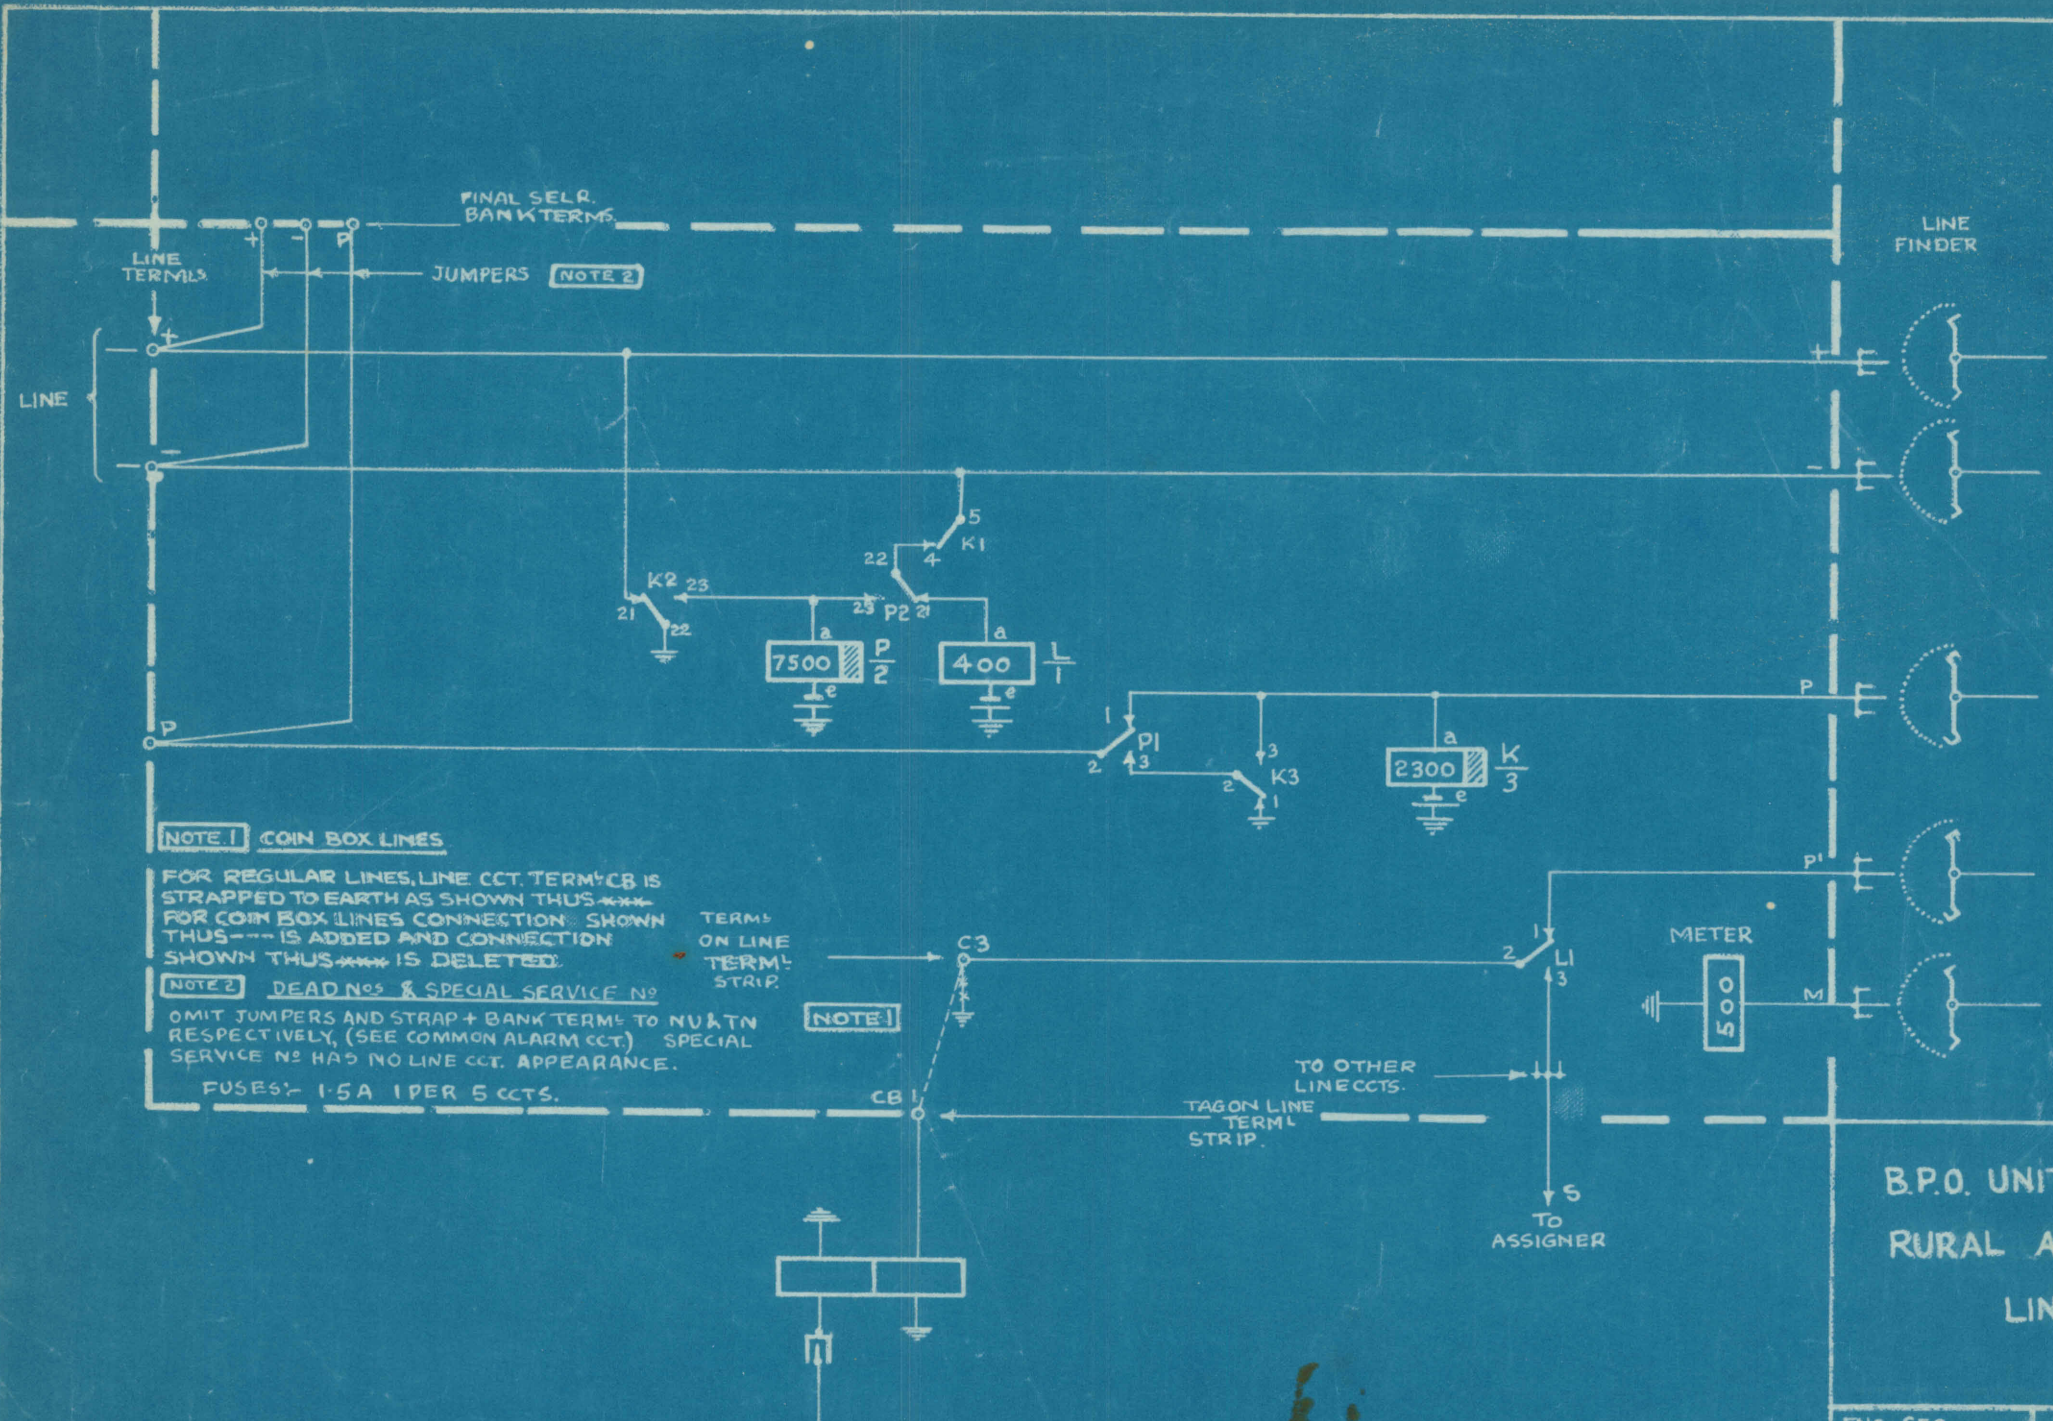 FINAL SELR.
BANK TERMS.
+ - P
LINE
TERMLS.
JUMPERS NOTE 2
LINE
FINDER
+
+
LINE
-
-
5
K1
22
4
K2 23
21
22
23 P2 21
a
7500
P
2
e
a
400
L
1
e
P
P
1
P1
2
3
3
K3
2
1
a
2300
K
3
e
NOTE.1 COIN BOX LINES
FOR REGULAR LINES, LINE CCT. TERML CB IS
STRAPPED TO EARTH AS SHOWN THUS xxx
FOR COIN BOX LINES CONNECTION SHOWN
THUS --- IS ADDED AND CONNECTION
SHOWN THUS xxx IS DELETED
NOTE 2 DEAD NOS & SPECIAL SERVICE NO
OMIT JUMPERS AND STRAP + BANK TERML TO NU & TN
RESPECTIVELY, (SEE COMMON ALARM CCT.) SPECIAL
SERVICE NO HAS NO LINE CCT. APPEARANCE.
FUSES:- 1·5A 1 PER 5 CCTS.
TERML
ON LINE
TERML
STRIP.
C3
NOTE 1
P1
1
2
L1
3
METER
500
M
TO OTHER
LINE CCTS.
CB 1
TAG ON LINE
TERML
STRIP.
S
TO
ASSIGNER
B.P.O. UNIT
RURAL A
LIN